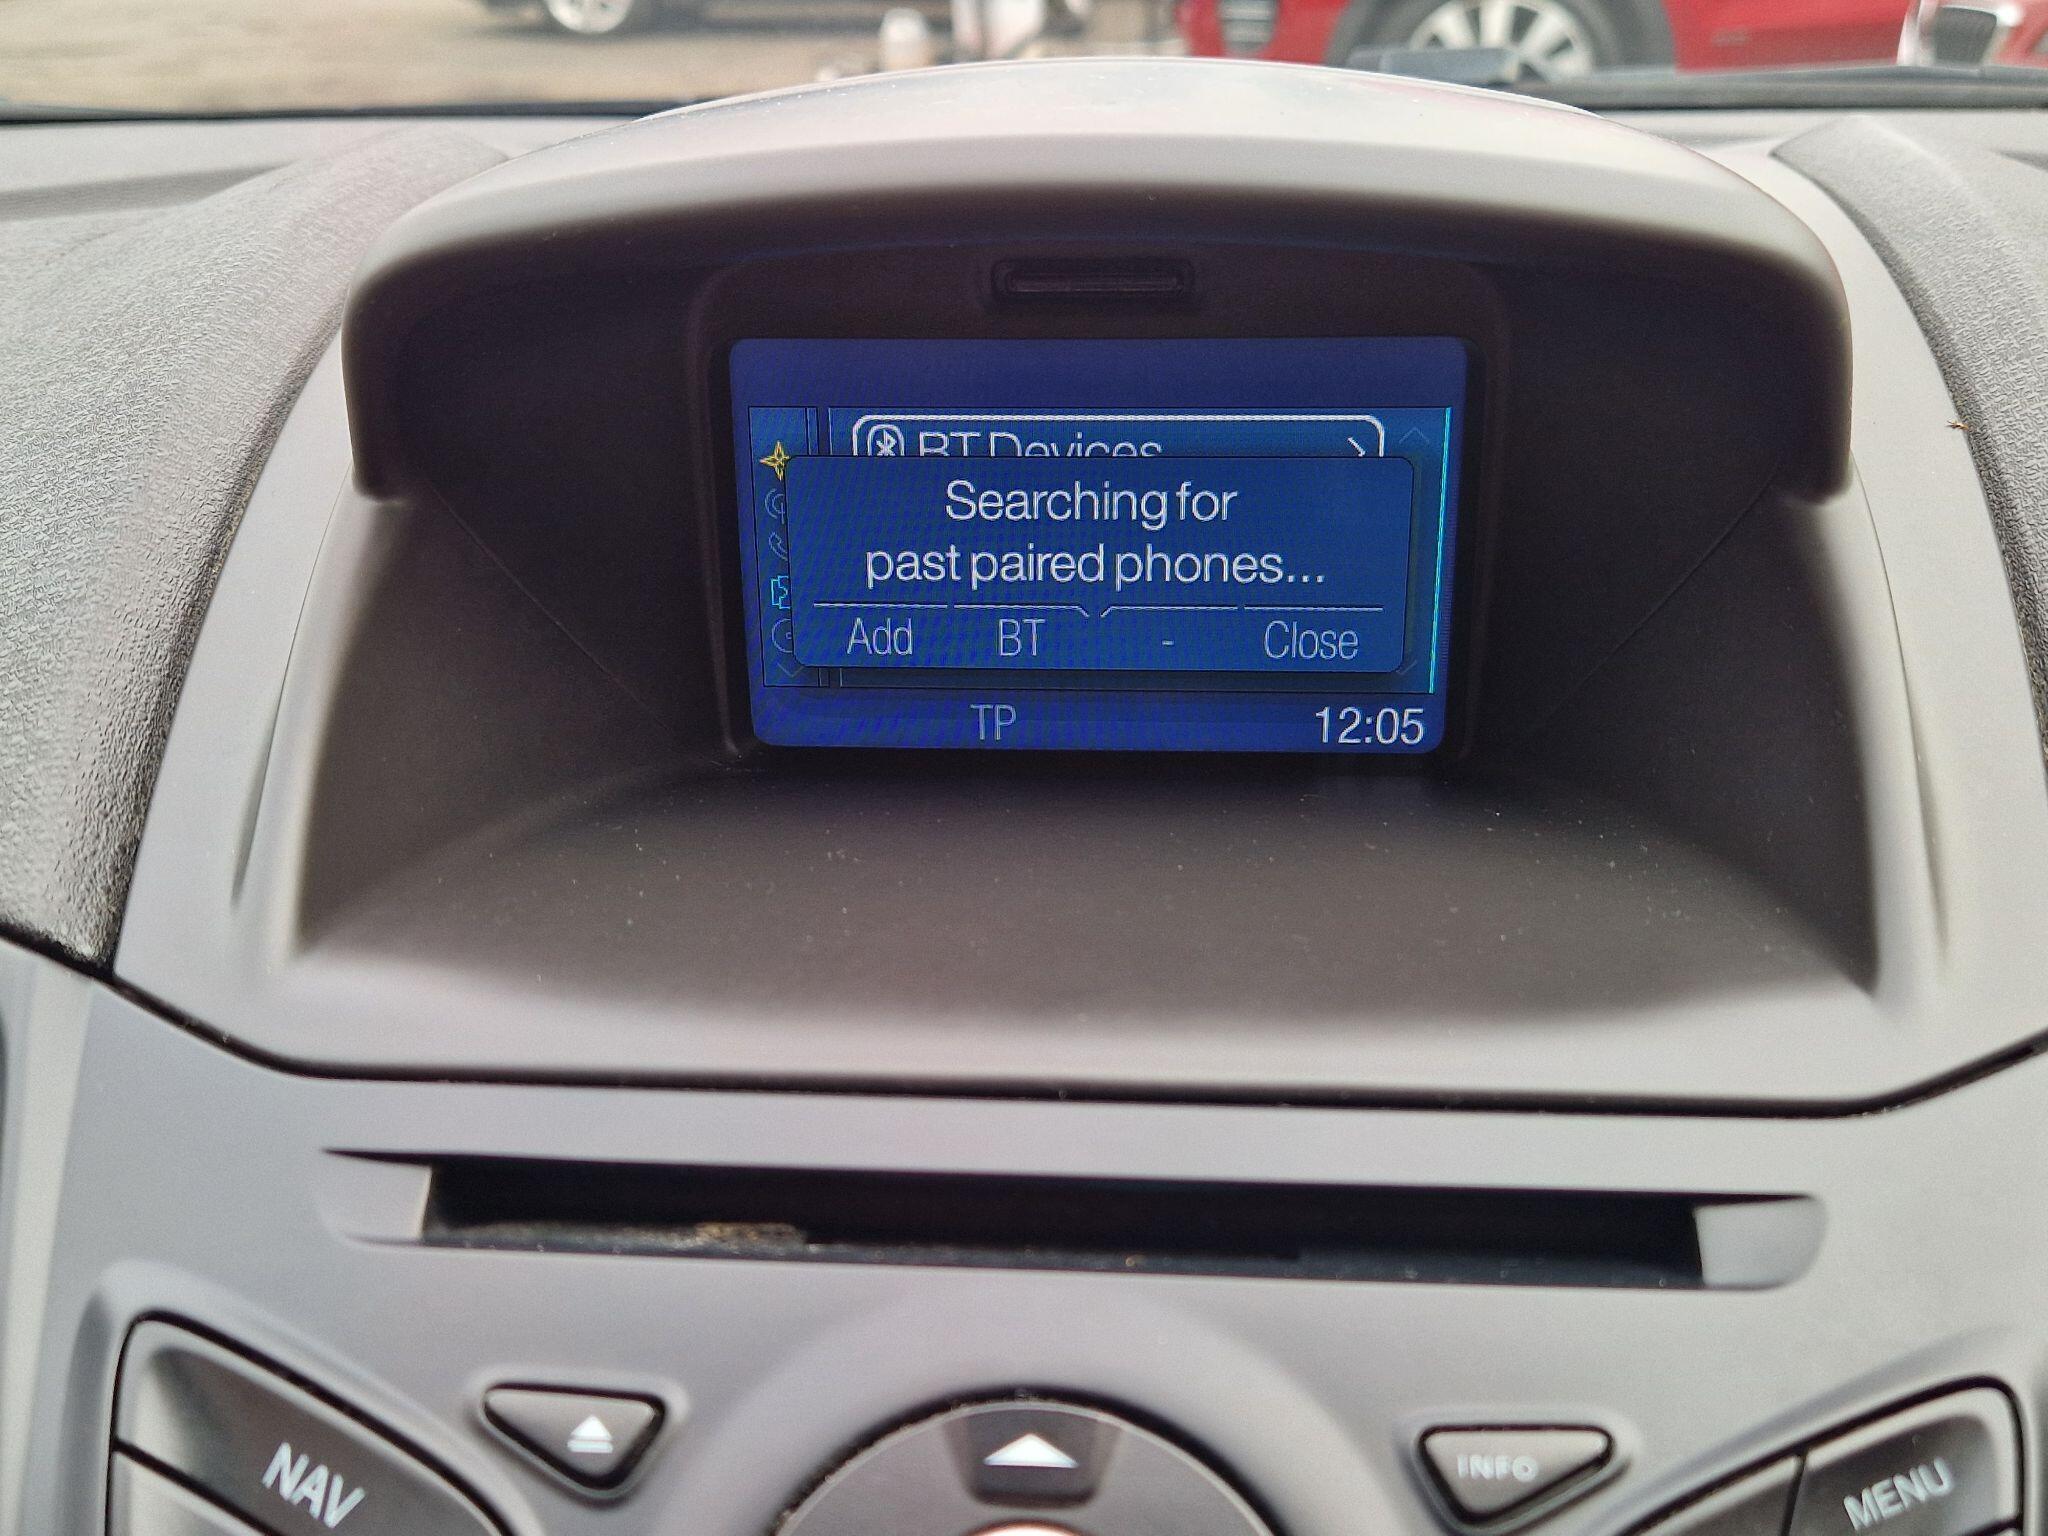 BT Devices
Searching for
past paired phones...
Add BT - Close
TP 12:05
NAV
INFO
MENU